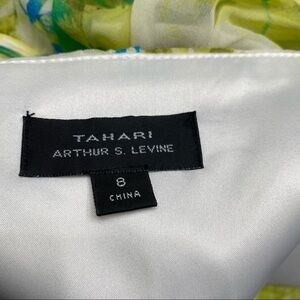 TAHARI
ARTHUR S. LEVINE
8
CHINA